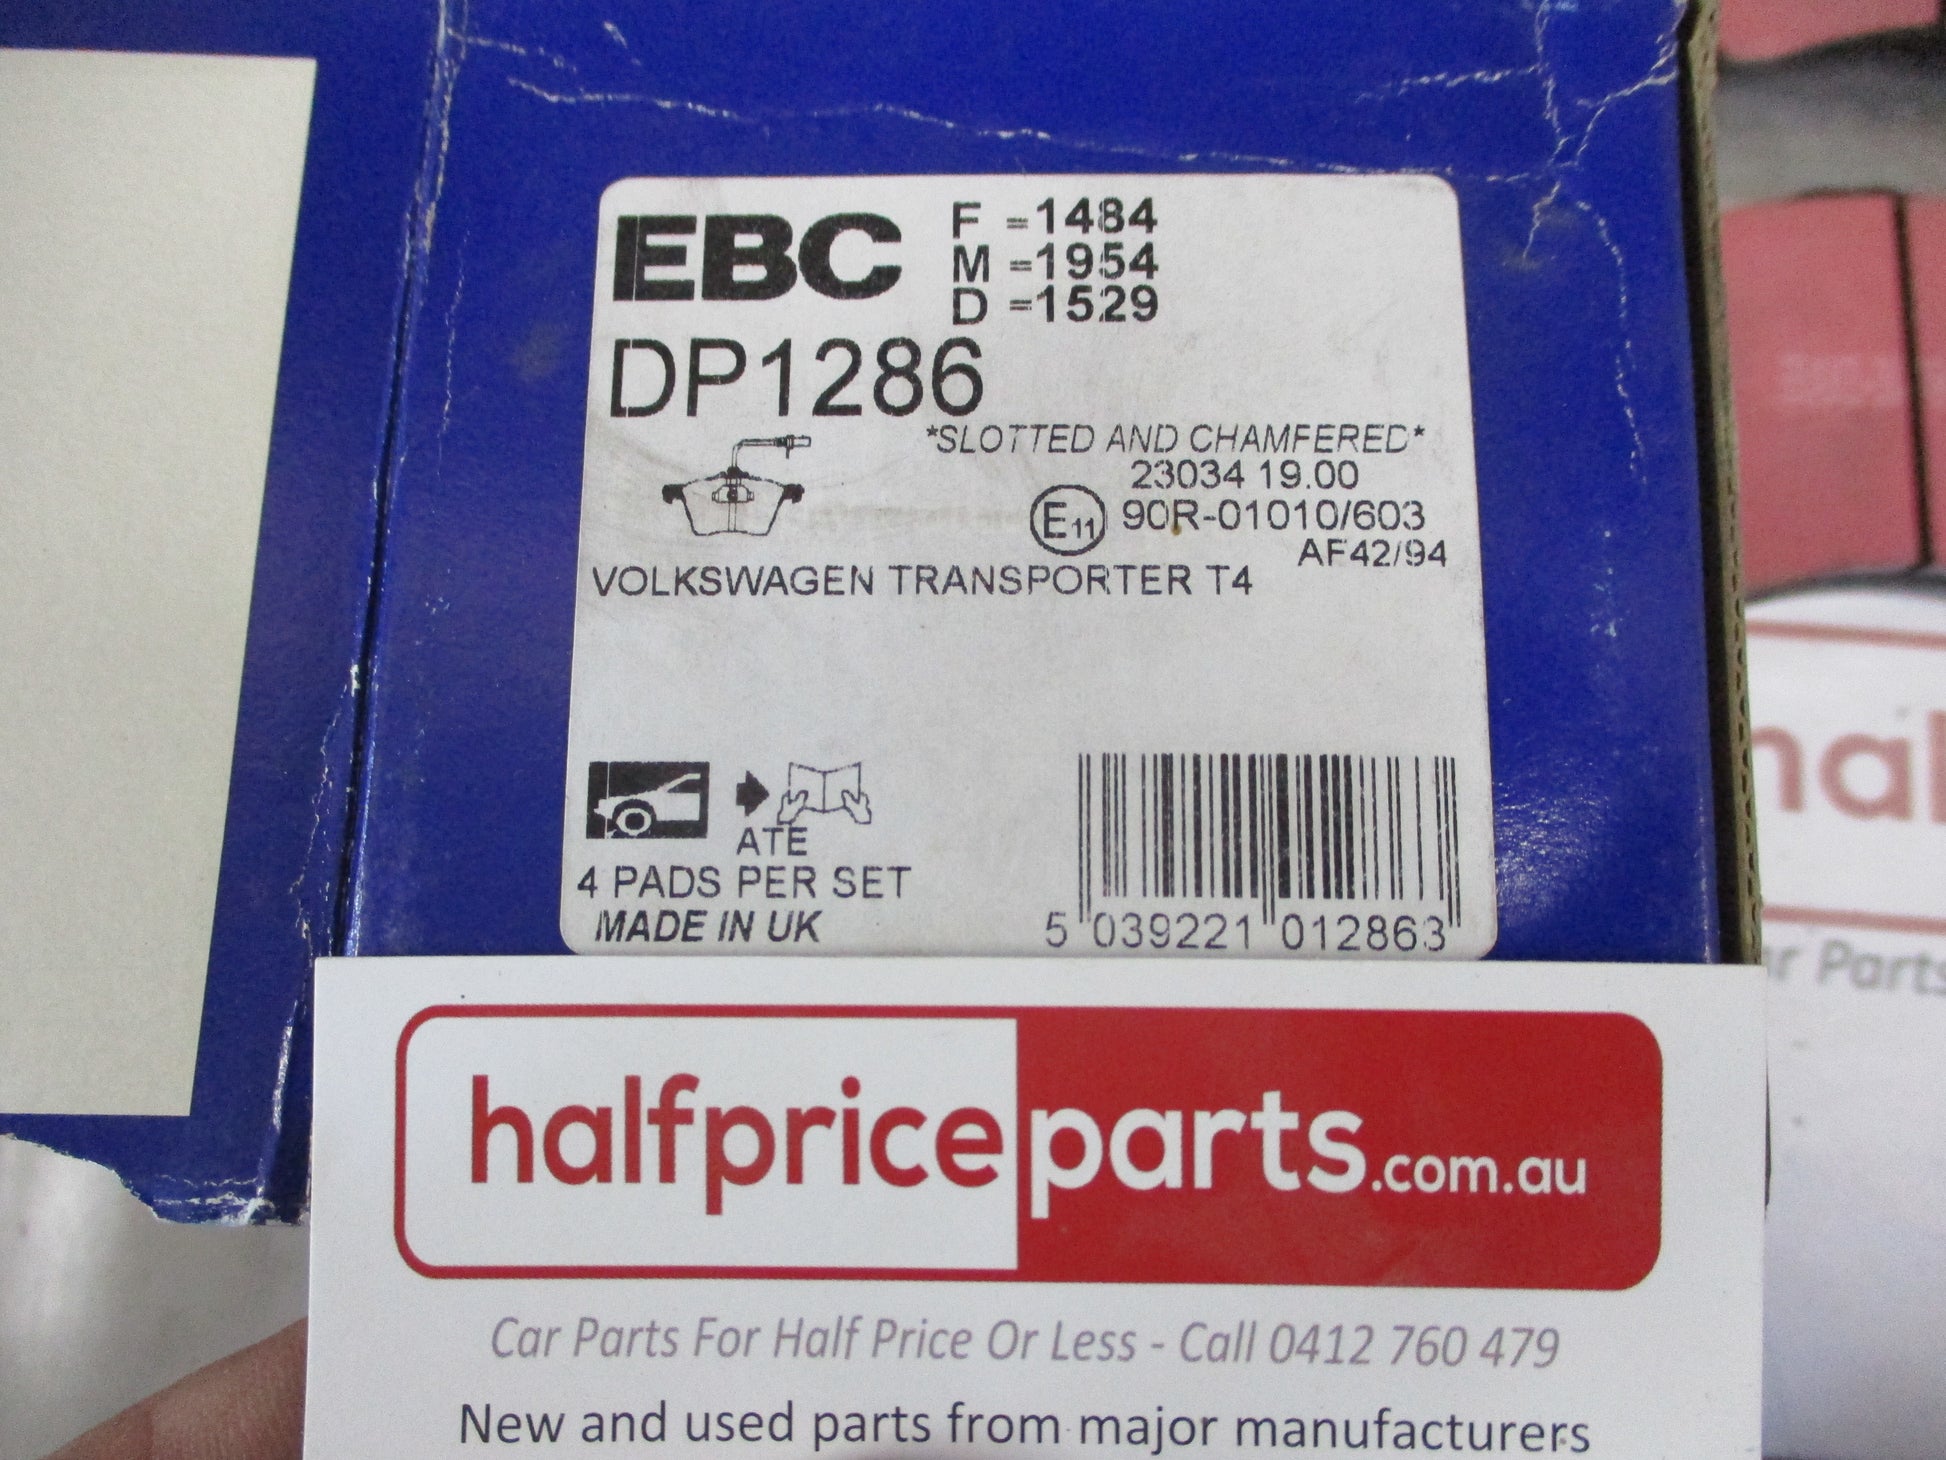 EBC
F =1484
M =1954
D =1529
DP1286
*SLOTTED AND CHAMFERED*
23034 19.00
E11 90R-01010/603
AF42/94
VOLKSWAGEN TRANSPORTER T4
ATE
4 PADS PER SET
MADE IN UK
5 039221 012863
halfpriceparts.com.au
Car Parts For Half Price Or Less - Call 0412 760 479
New and used parts from major manufacturers
hal
r Parts